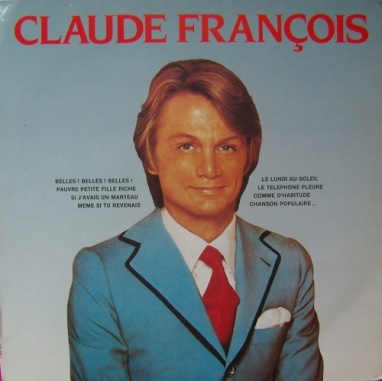 CLAUDE FRANÇOIS
BELLES ! BELLES ! BELLES !
PAUVRE PETITE FILLE RICHE
SI J'AVAIS UN MARTEAU
MEME SI TU REVENAIS
LE LUNDI AU SOLEIL
LE TELEPHONE PLEURE
COMME D'HABITUDE
CHANSON POPULAIRE...